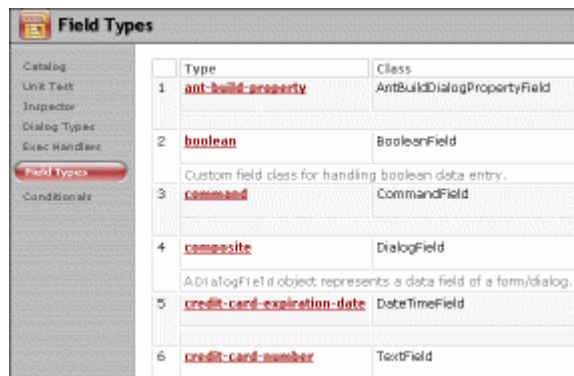 Field Types
Catalog
Unit Test
Inspector
Dialog Types
Exec Handlers
Field Types
Conditionals
Type Class
1 ant-build-property AntBuildDialogPropertyField
2 boolean BooleanField
Custom field class for handling boolean data entry.
3 command CommandField
4 composite DialogField
A DialogField object represents a data field of a form/dialog.
5 credit-card-expiration-date DateTimeField
6 credit-card-number TextField